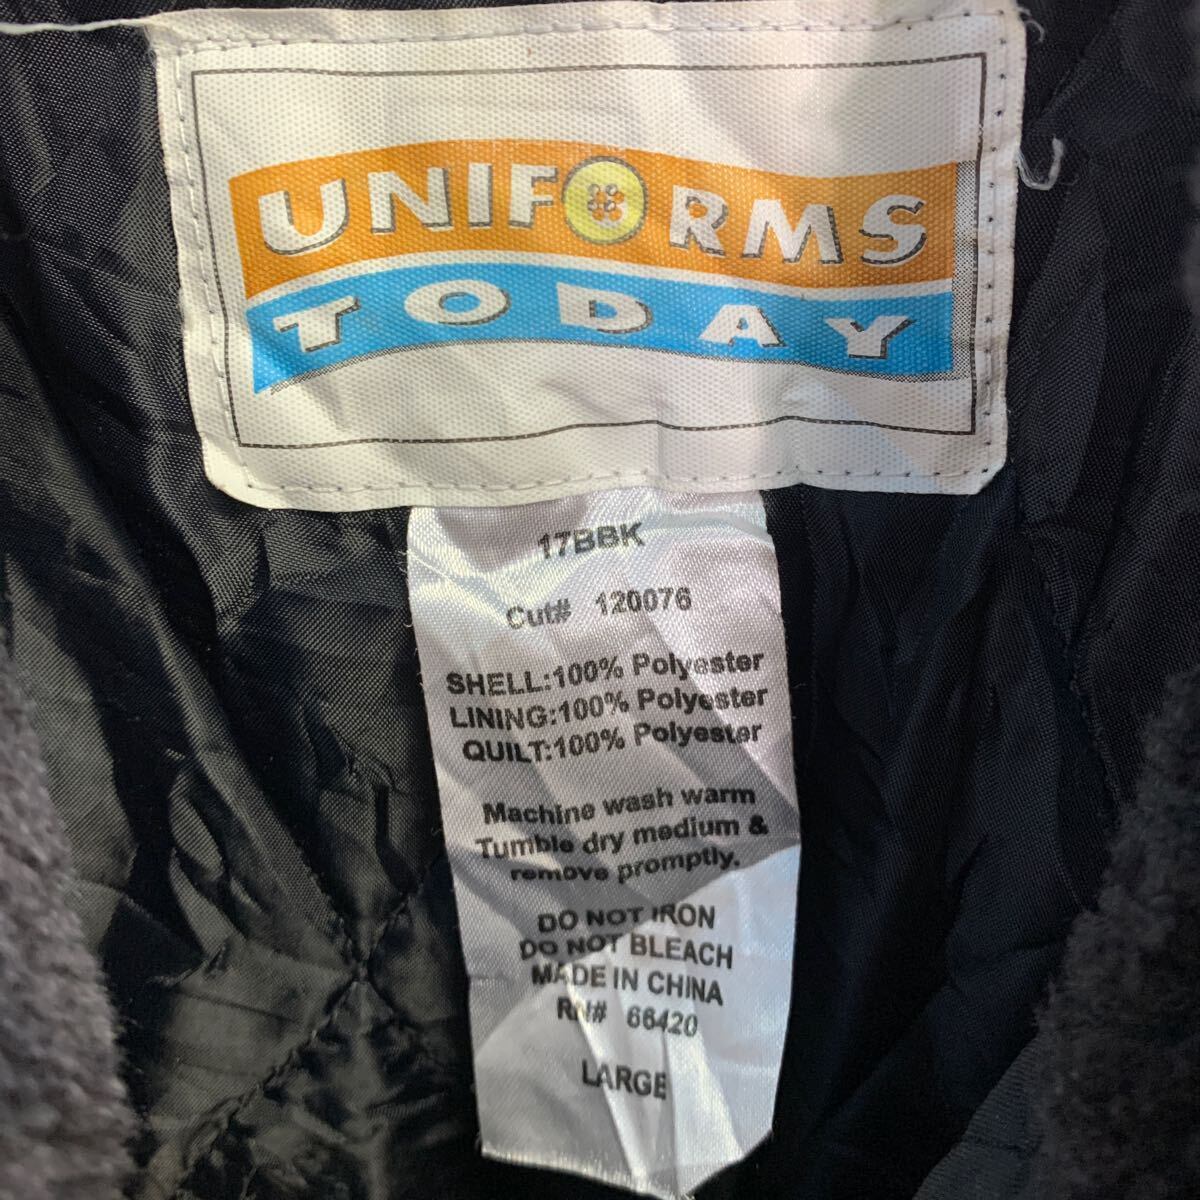 UNIFORMS
TODAY
17BBK
Cut# 120076
SHELL:100% Polyester
LINING:100% Polyester
QUILT:100% Polyester
Machine wash warm
Tumble dry medium &
remove promptly.
DO NOT IRON
DO NOT BLEACH
MADE IN CHINA
RN# 66420
LARGE